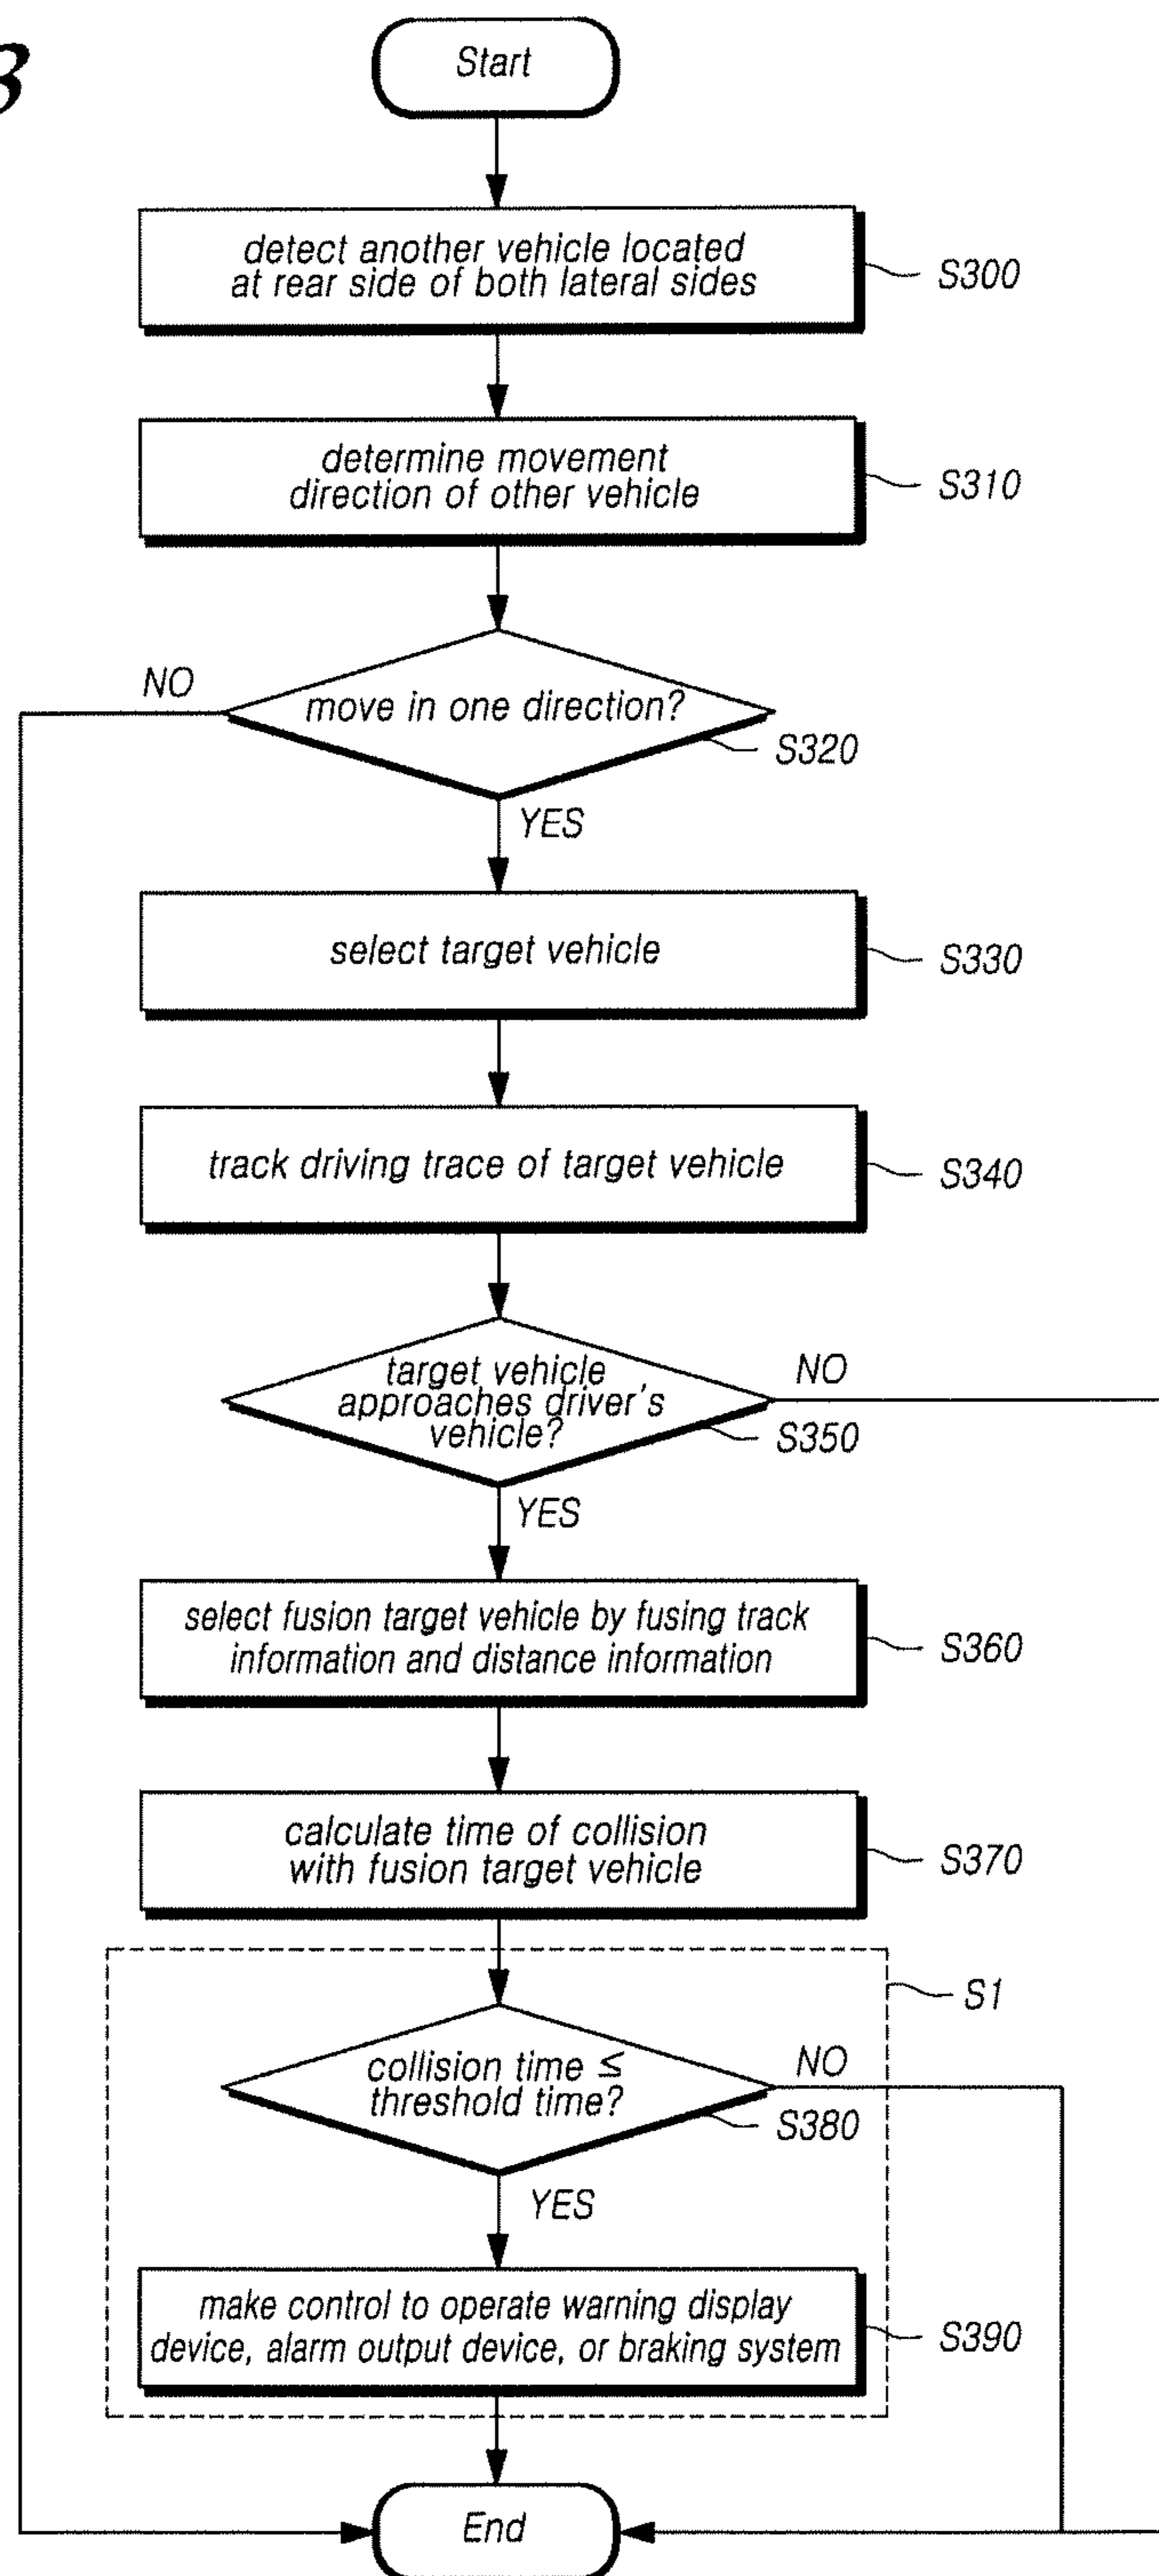 3
Start
detect another vehicle located
at rear side of both lateral sides
S300
determine movement
direction of other vehicle
S310
NO
move in one direction?
S320
YES
select target vehicle
S330
track driving trace of target vehicle
S340
target vehicle
approaches driver's
vehicle?
NO
S350
YES
select fusion target vehicle by fusing track
information and distance information
S360
calculate time of collision
with fusion target vehicle
S370
S1
collision time ≤
threshold time?
NO
S380
YES
make control to operate warning display
device, alarm output device, or braking system
S390
End